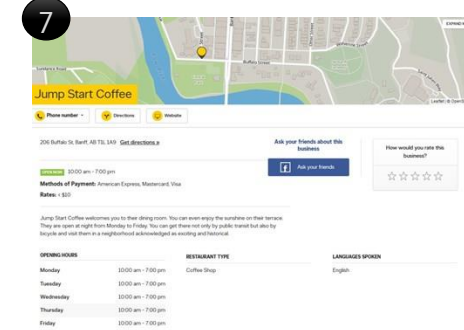 7
EXPAND M
Buffalo Street
Jump Start Coffee
Phone number
Directions
Website
206 Buffalo St, Banff, AB T1L 1A9 Get directions »
Ask your friends about this
business
Ask your friends
How would you rate this
business?
OPEN NOW 10:00 am - 7:00 pm
Methods of Payment: American Express, Mastercard, Visa
Rates: < $10
Jump Start Coffee welcomes you to their dining room. You can even enjoy the sunshine on their terrace.
They are open at night from Monday to Friday. You can get there not only by public transit but also by
bicycle and visit them in a neighborhood acknowledged as exciting and historical.
OPENING HOURS
RESTAURANT TYPE
LANGUAGES SPOKEN
Monday 10:00 am - 7:00 pm
Coffee Shop
English
Tuesday 10:00 am - 7:00 pm
Wednesday 10:00 am - 7:00 pm
Thursday 10:00 am - 7:00 pm
Friday 10:00 am - 7:00 pm